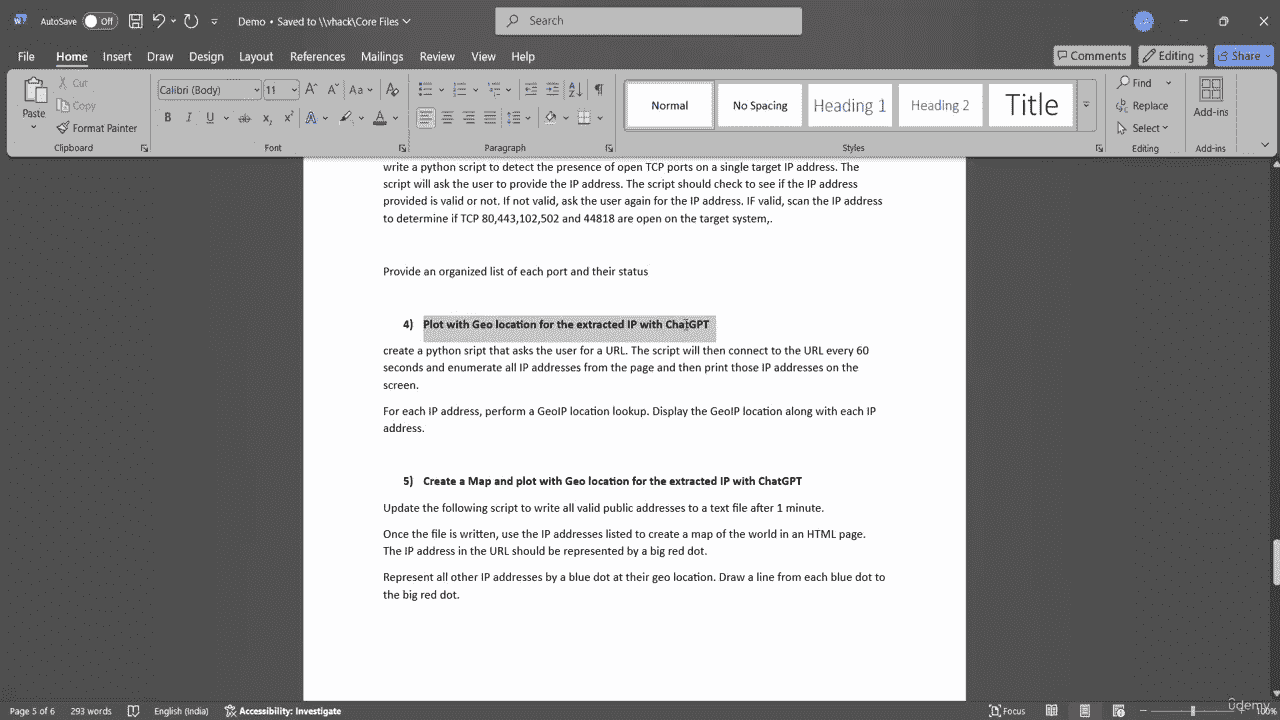 AutoSave Off Demo • Saved to \\vhack\Core Files Search
File Home Insert Draw Design Layout References Mailings Review View Help Comments Editing Share
Paste Cut Copy Format Painter Calibri (Body) 11 Normal No Spacing Heading 1 Heading 2 Title Find Replace Select Add-ins
Clipboard Font Paragraph Styles Editing Add-ins
write a python script to detect the presence of open TCP ports on a single target IP address. The
script will ask the user to provide the IP address. The script should check to see if the IP address
provided is valid or not. If not valid, ask the user again for the IP address. IF valid, scan the IP address
to determine if TCP 80,443,102,502 and 44818 are open on the target system,.
Provide an organized list of each port and their status
4) Plot with Geo location for the extracted IP with ChatGPT
create a python sript that asks the user for a URL. The script will then connect to the URL every 60
seconds and enumerate all IP addresses from the page and then print those IP addresses on the
screen.
For each IP address, perform a GeoIP location lookup. Display the GeoIP location along with each IP
address.
5) Create a Map and plot with Geo location for the extracted IP with ChatGPT
Update the following script to write all valid public addresses to a text file after 1 minute.
Once the file is written, use the IP addresses listed to create a map of the world in an HTML page.
The IP address in the URL should be represented by a big red dot.
Represent all other IP addresses by a blue dot at their geo location. Draw a line from each blue dot to
the big red dot.
Page 5 of 6 293 words English (India) Accessibility: Investigate Focus 100%